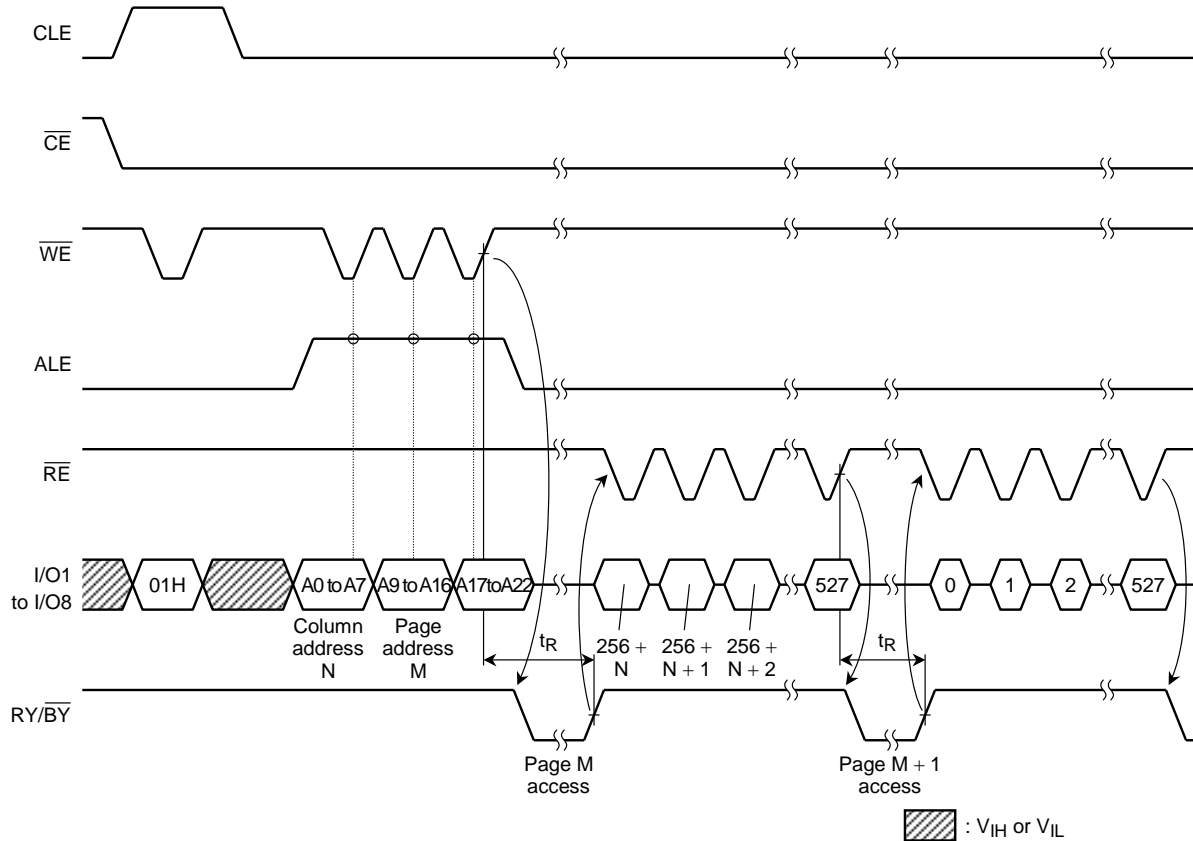 CLE
CE
WE
ALE
RE
I/O1
to I/O8
01H
A0 to A7
A9 to A16
A17 to A22
527
0
1
2
527
Column
address
N
Page
address
M
tR
256 +
N
256 +
N + 1
256 +
N + 2
tR
RY/BY
Page M
access
Page M + 1
access
: VIH or VIL